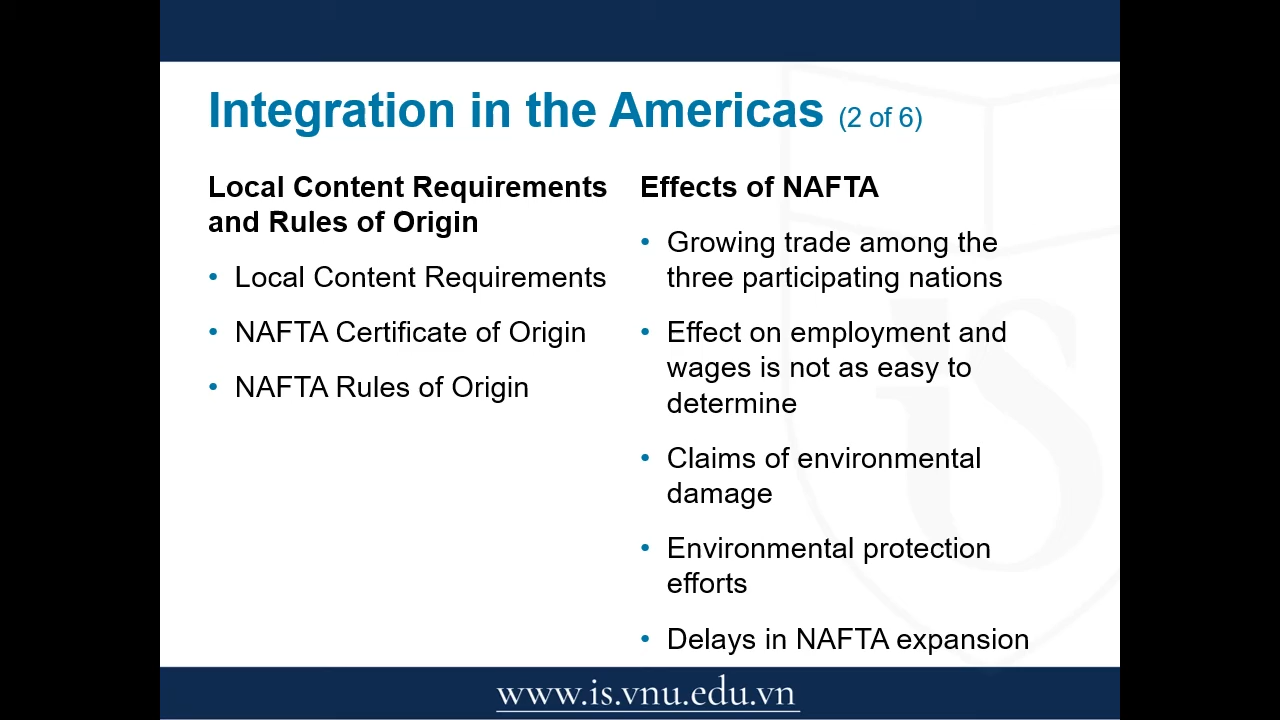 Integration in the Americas (2 of 6)
Local Content Requirements
and Rules of Origin
• Local Content Requirements
• NAFTA Certificate of Origin
• NAFTA Rules of Origin
Effects of NAFTA
• Growing trade among the
three participating nations
• Effect on employment and
wages is not as easy to
determine
• Claims of environmental
damage
• Environmental protection
efforts
• Delays in NAFTA expansion
iS
www.is.vnu.edu.vn